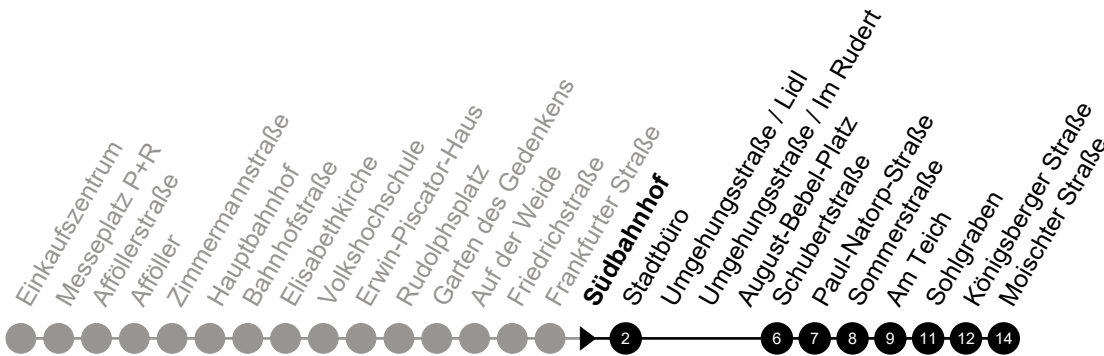 Einkaufszentrum
Messeplatz P+R
Afföllerstraße
Afföller
Zimmermannstraße
Hauptbahnhof
Bahnhofstraße
Elisabethkirche
Volkshochschule
Erwin-Piscator-Haus
Rudolphsplatz
Garten des Gedenkens
Auf der Weide
Friedrichstraße
Frankfurter Straße
Südbahnhof
Stadtbüro
Umgehungsstraße / Lidl
Umgehungsstraße / Im Rudert
August-Bebel-Platz
Schubertstraße
Paul-Natorp-Straße
Sommerstraße
Am Teich
Sohlgraben
Königsberger Straße
Moischter Straße
2 6 7 8 9 11 12 14